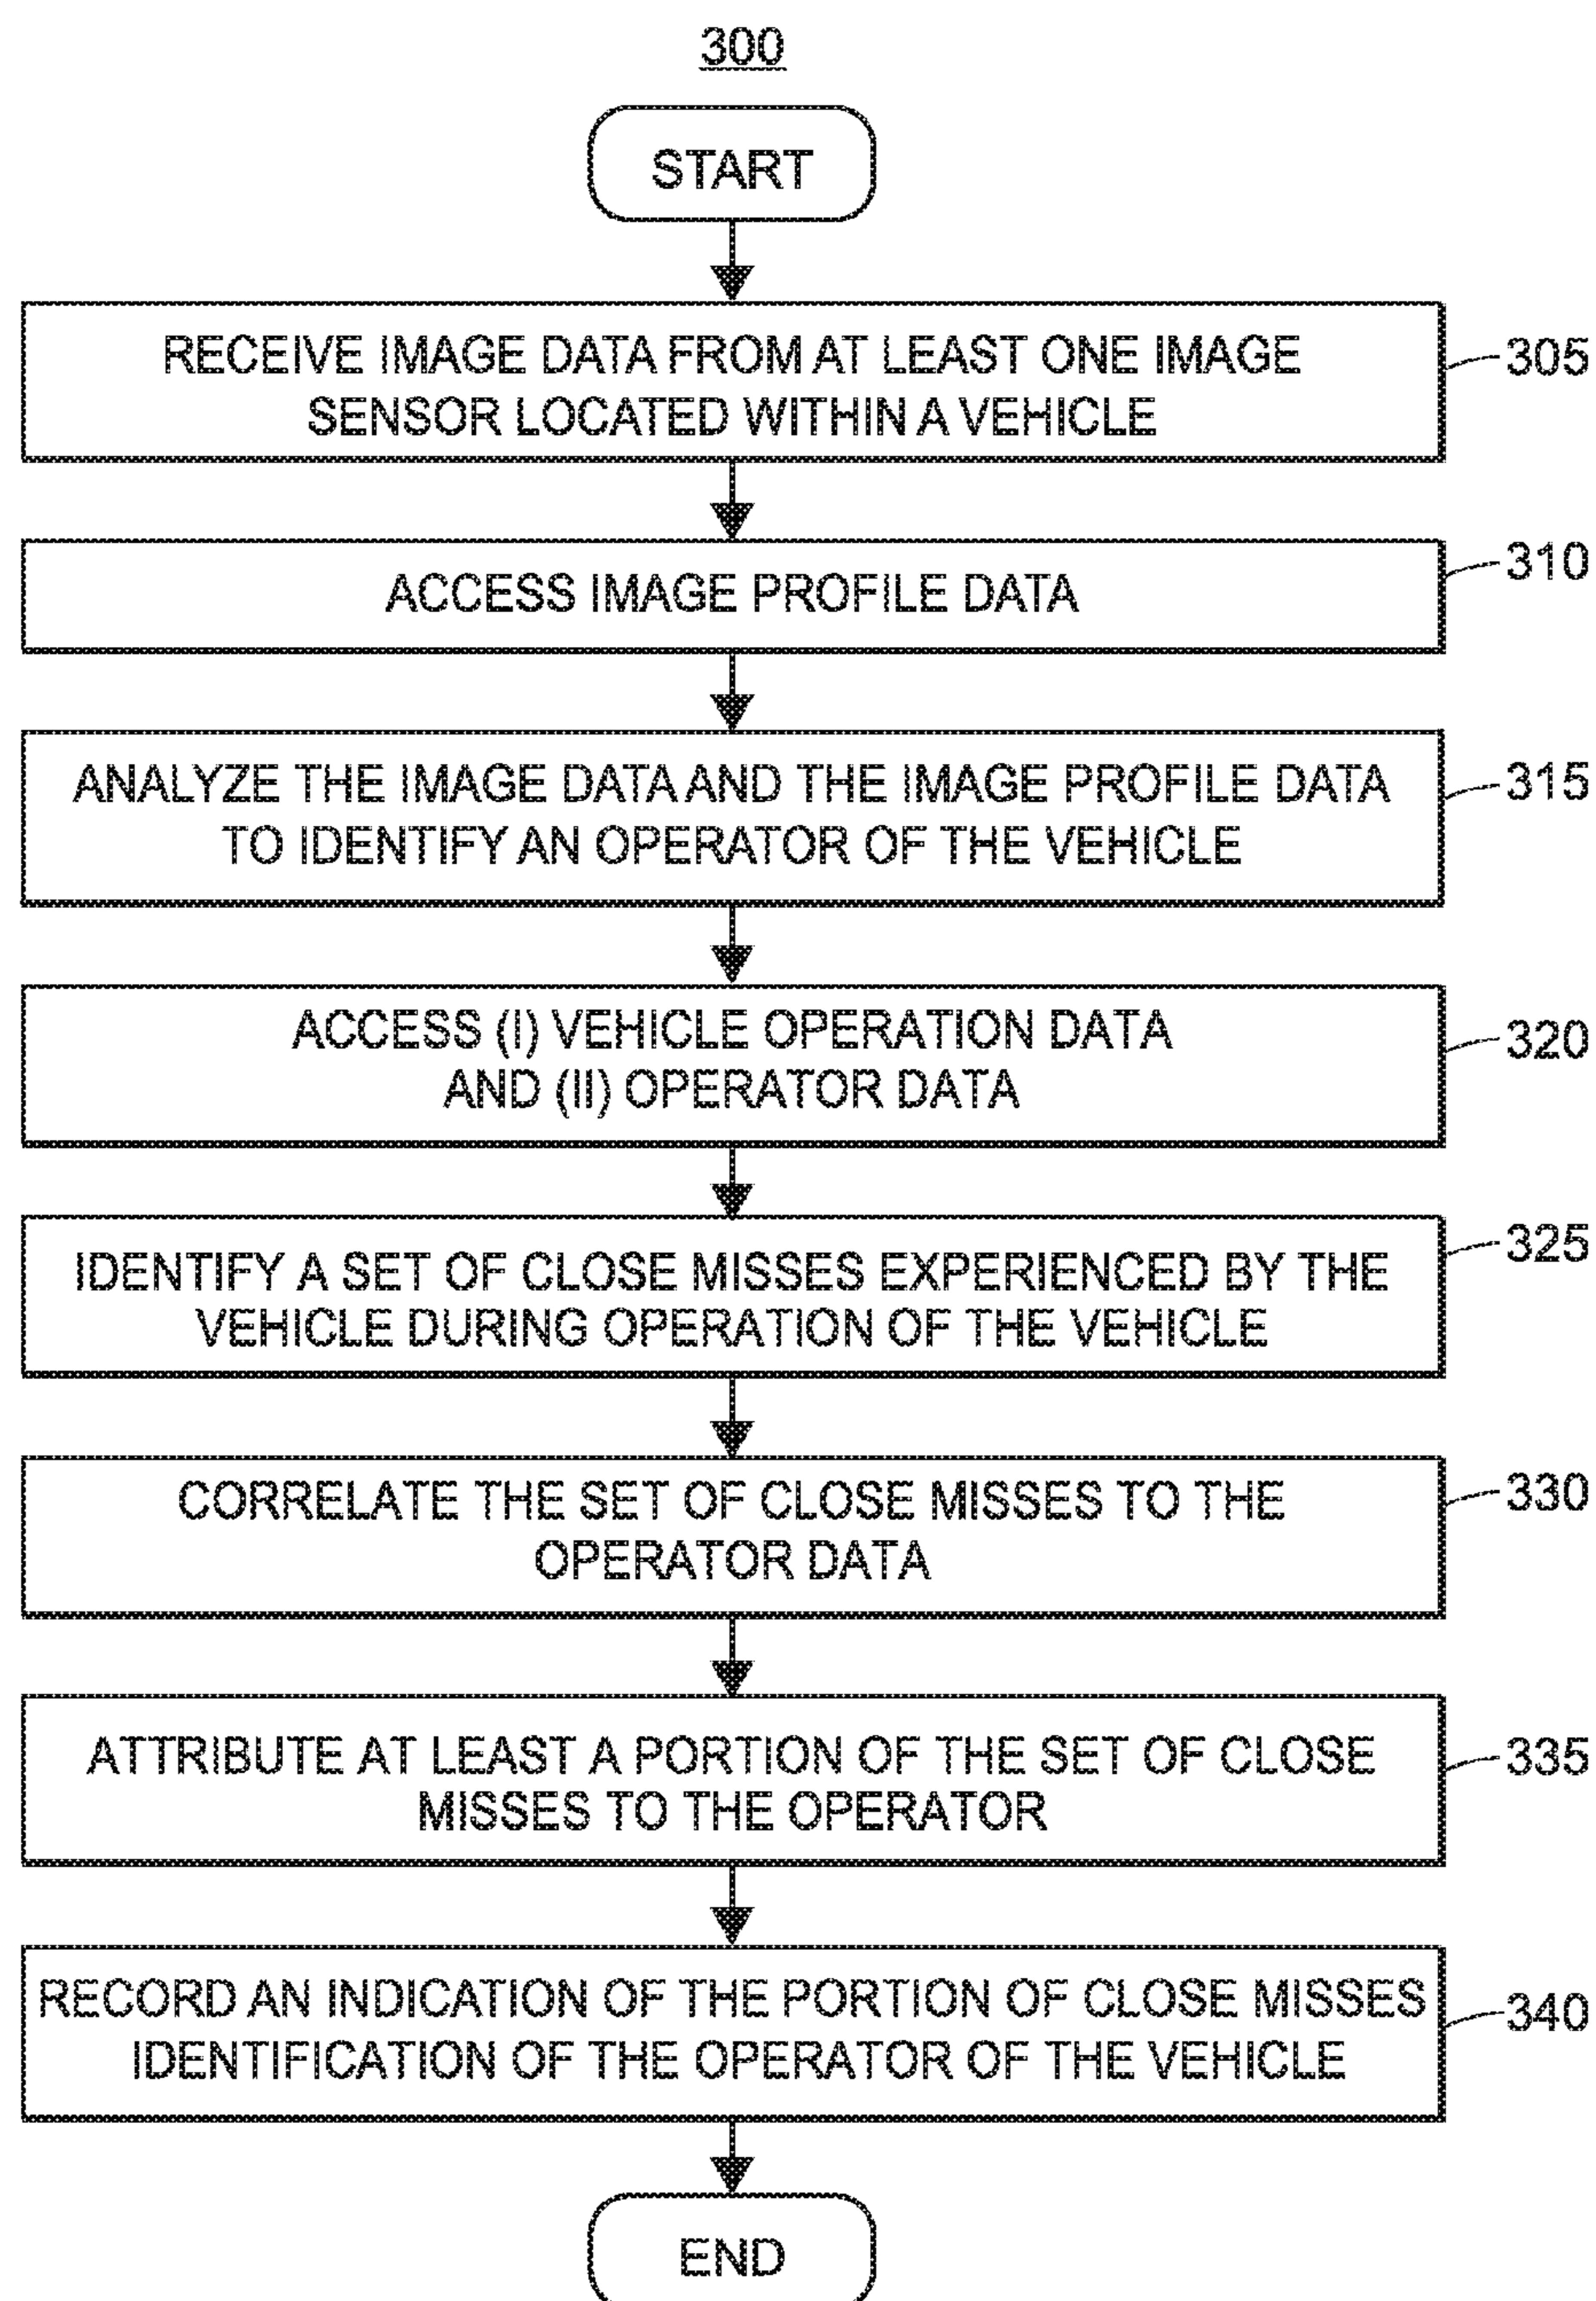 300
START
RECEIVE IMAGE DATA FROM AT LEAST ONE IMAGE
SENSOR LOCATED WITHIN A VEHICLE
305
ACCESS IMAGE PROFILE DATA
310
ANALYZE THE IMAGE DATA AND THE IMAGE PROFILE DATA
TO IDENTIFY AN OPERATOR OF THE VEHICLE
315
ACCESS (I) VEHICLE OPERATION DATA
AND (II) OPERATOR DATA
320
IDENTIFY A SET OF CLOSE MISSES EXPERIENCED BY THE
VEHICLE DURING OPERATION OF THE VEHICLE
325
CORRELATE THE SET OF CLOSE MISSES TO THE
OPERATOR DATA
330
ATTRIBUTE AT LEAST A PORTION OF THE SET OF CLOSE
MISSES TO THE OPERATOR
335
RECORD AN INDICATION OF THE PORTION OF CLOSE MISSES
IDENTIFICATION OF THE OPERATOR OF THE VEHICLE
340
END